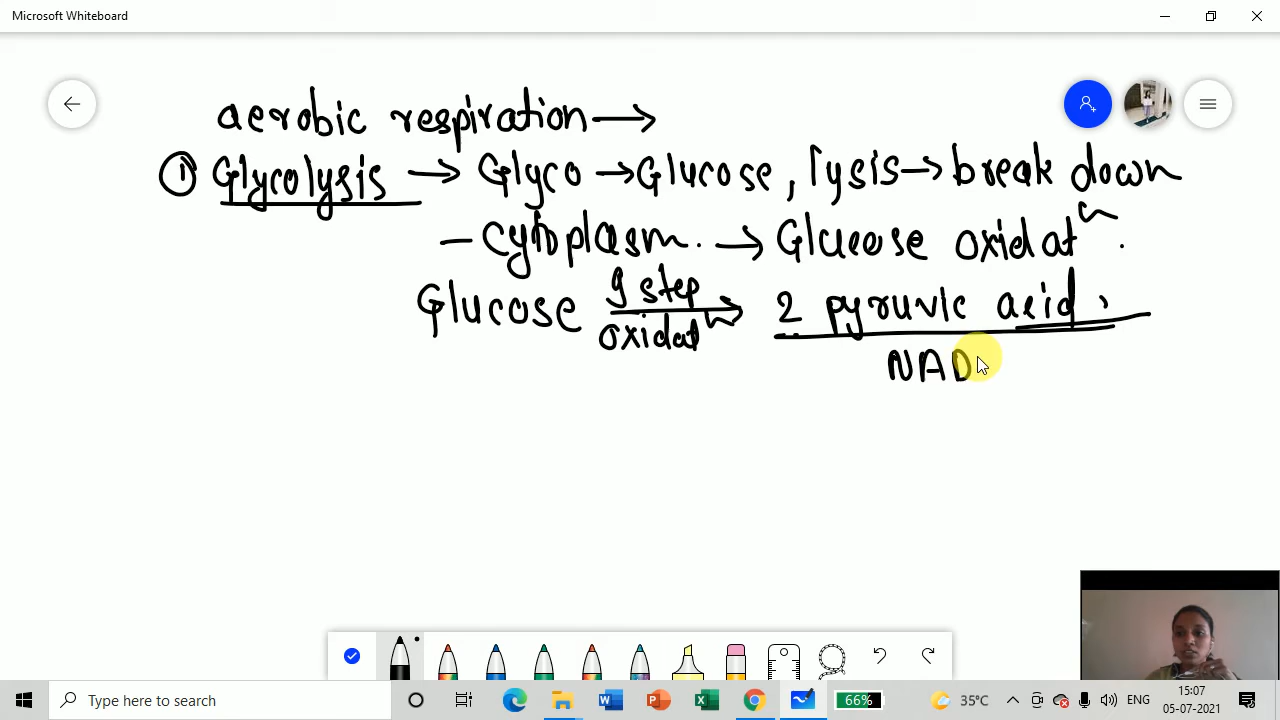 Microsoft Whiteboard
aerobic respiration →
① Glycolysis → Glyco → Glucose, lysis → break down
- cytoplasm. → Glucose oxidatⁿ.
Glucose 9 step → 2 pyruvic acid,
oxidatⁿ
NAD
Type here to search
66%
35°C
ENG
15:07
05-07-2021